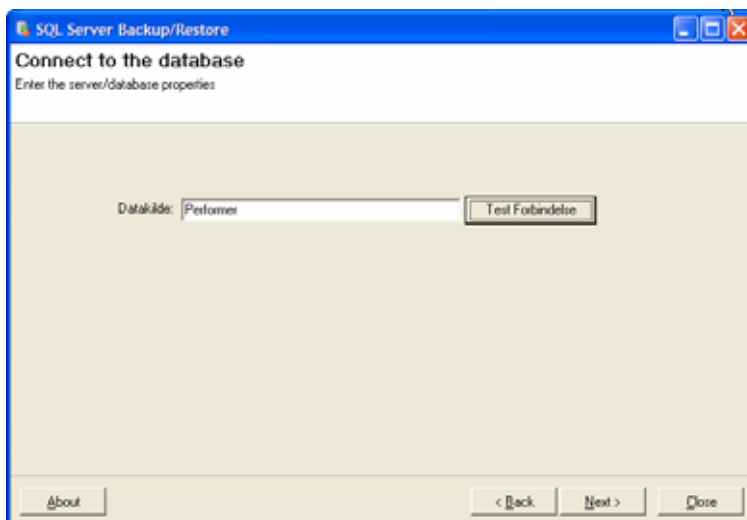 SQL Server Backup/Restore
Connect to the database
Enter the server/database properties
Datakilde: Performer Test Forbindelse
About < Back Next > Close